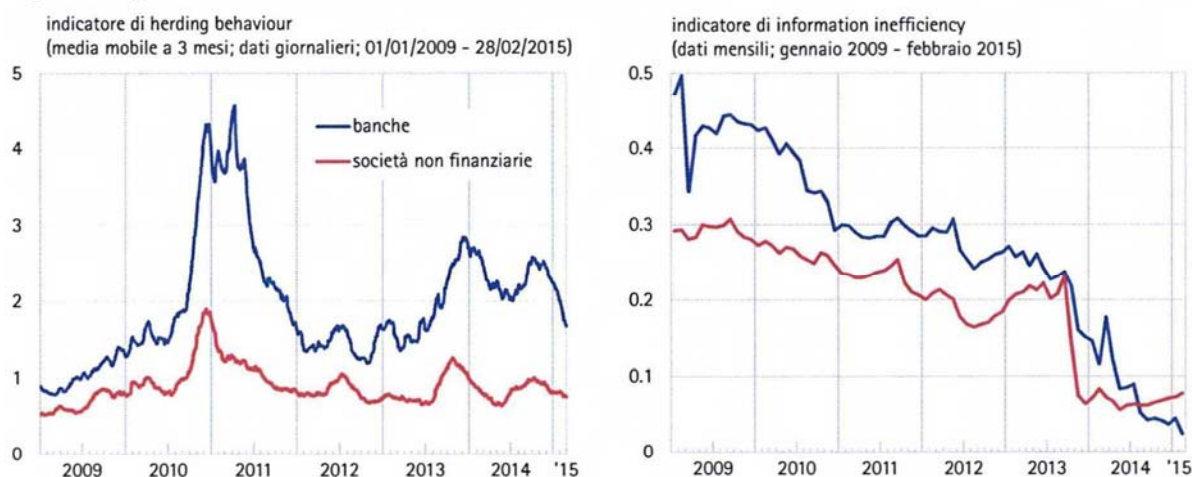 indicatore di herding behaviour
(media mobile a 3 mesi; dati giornalieri; 01/01/2009 - 28/02/2015)
5
4
3
2
1
0
banche
società non finanziarie
2009 2010 2011 2012 2013 2014 '15
indicatore di information inefficiency
(dati mensili; gennaio 2009 - febbraio 2015)
0.5
0.4
0.3
0.2
0.1
0
2009 2010 2011 2012 2013 2014 '15